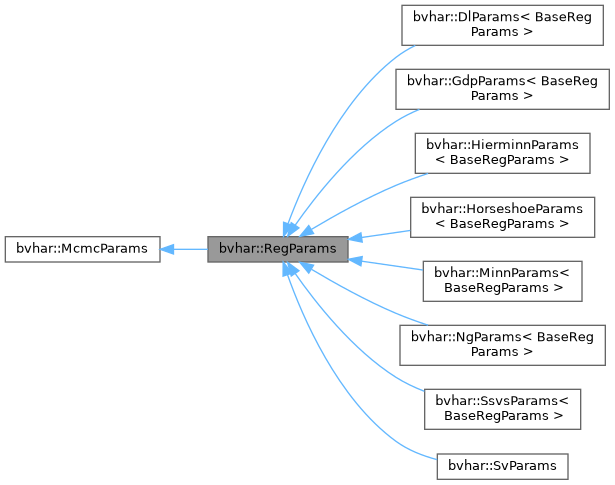 bvhar::DlParams< BaseReg
Params >
bvhar::GdpParams< BaseReg
Params >
bvhar::HierminnParams
< BaseRegParams >
bvhar::HorseshoeParams
< BaseRegParams >
bvhar::McmcParams
bvhar::RegParams
bvhar::MinnParams<
BaseRegParams >
bvhar::NgParams< BaseReg
Params >
bvhar::SsvsParams<
BaseRegParams >
bvhar::SvParams